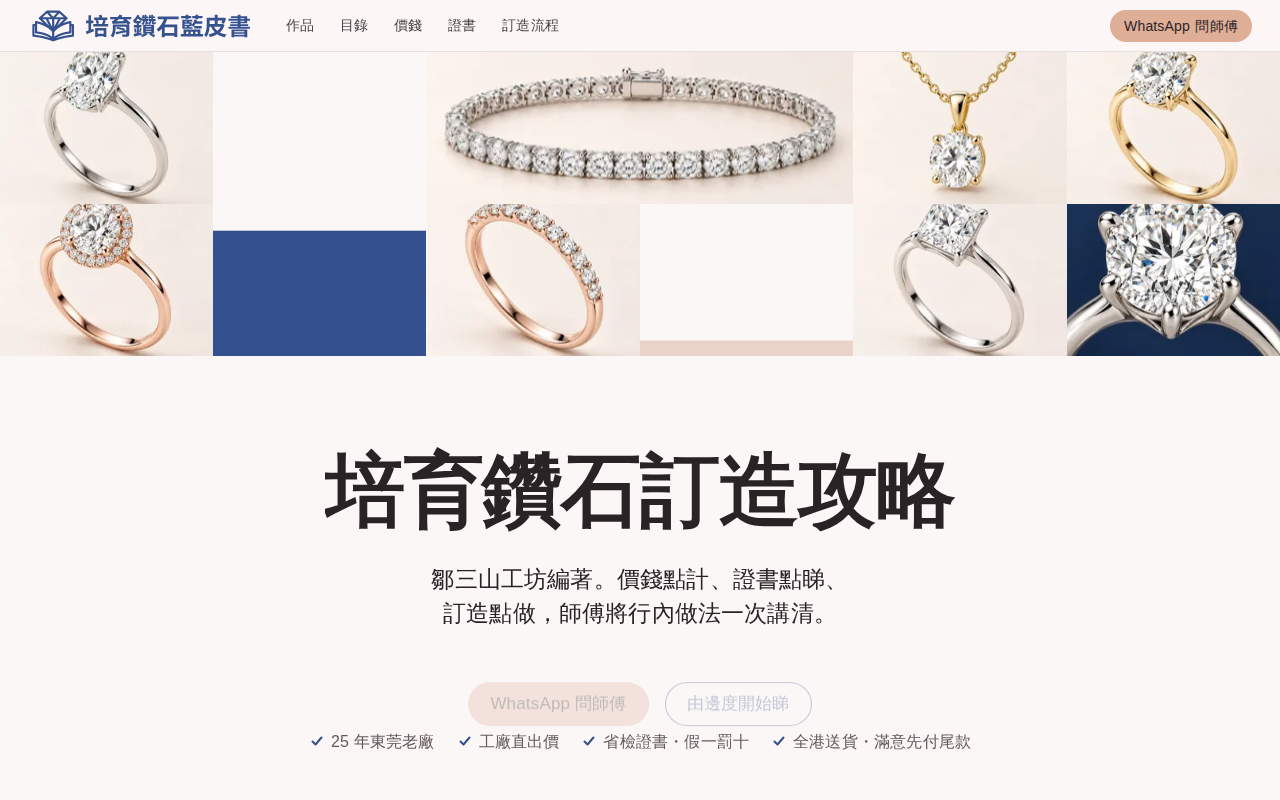 培育鑽石藍皮書
作品
目錄
價錢
證書
訂造流程
WhatsApp 問師傅
培育鑽石訂造攻略
鄒三山工坊編著。價錢點計、證書點睇、
訂造點做，師傅將行內做法一次講清。
WhatsApp 問師傅
由邊度開始睇
25 年東莞老廠
工廠直出價
省檢證書・假一罰十
全港送貨・滿意先付尾款